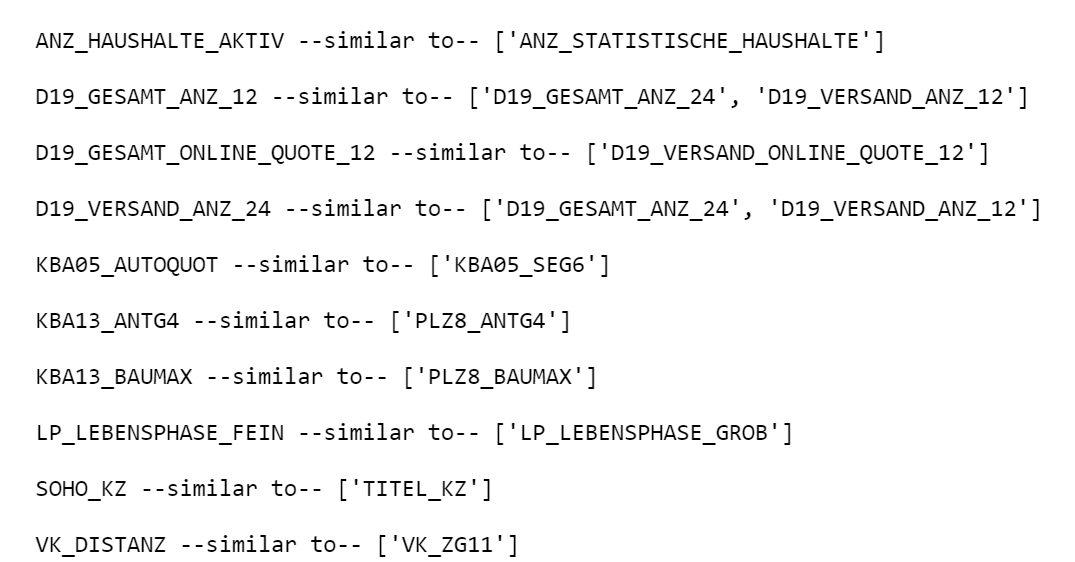 ANZ_HAUSHALTE_AKTIV --similar to-- ['ANZ_STATISTISCHE_HAUSHALTE']
D19_GESAMT_ANZ_12 --similar to-- ['D19_GESAMT_ANZ_24', 'D19_VERSAND_ANZ_12']
D19_GESAMT_ONLINE_QUOTE_12 --similar to-- ['D19_VERSAND_ONLINE_QUOTE_12']
D19_VERSAND_ANZ_24 --similar to-- ['D19_GESAMT_ANZ_24', 'D19_VERSAND_ANZ_12']
KBA05_AUTOQUOT --similar to-- ['KBA05_SEG6']
KBA13_ANTG4 --similar to-- ['PLZ8_ANTG4']
KBA13_BAUMAX --similar to-- ['PLZ8_BAUMAX']
LP_LEBENSPHASE_FEIN --similar to-- ['LP_LEBENSPHASE_GROB']
SOHO_KZ --similar to-- ['TITEL_KZ']
VK_DISTANZ --similar to-- ['VK_ZG11']